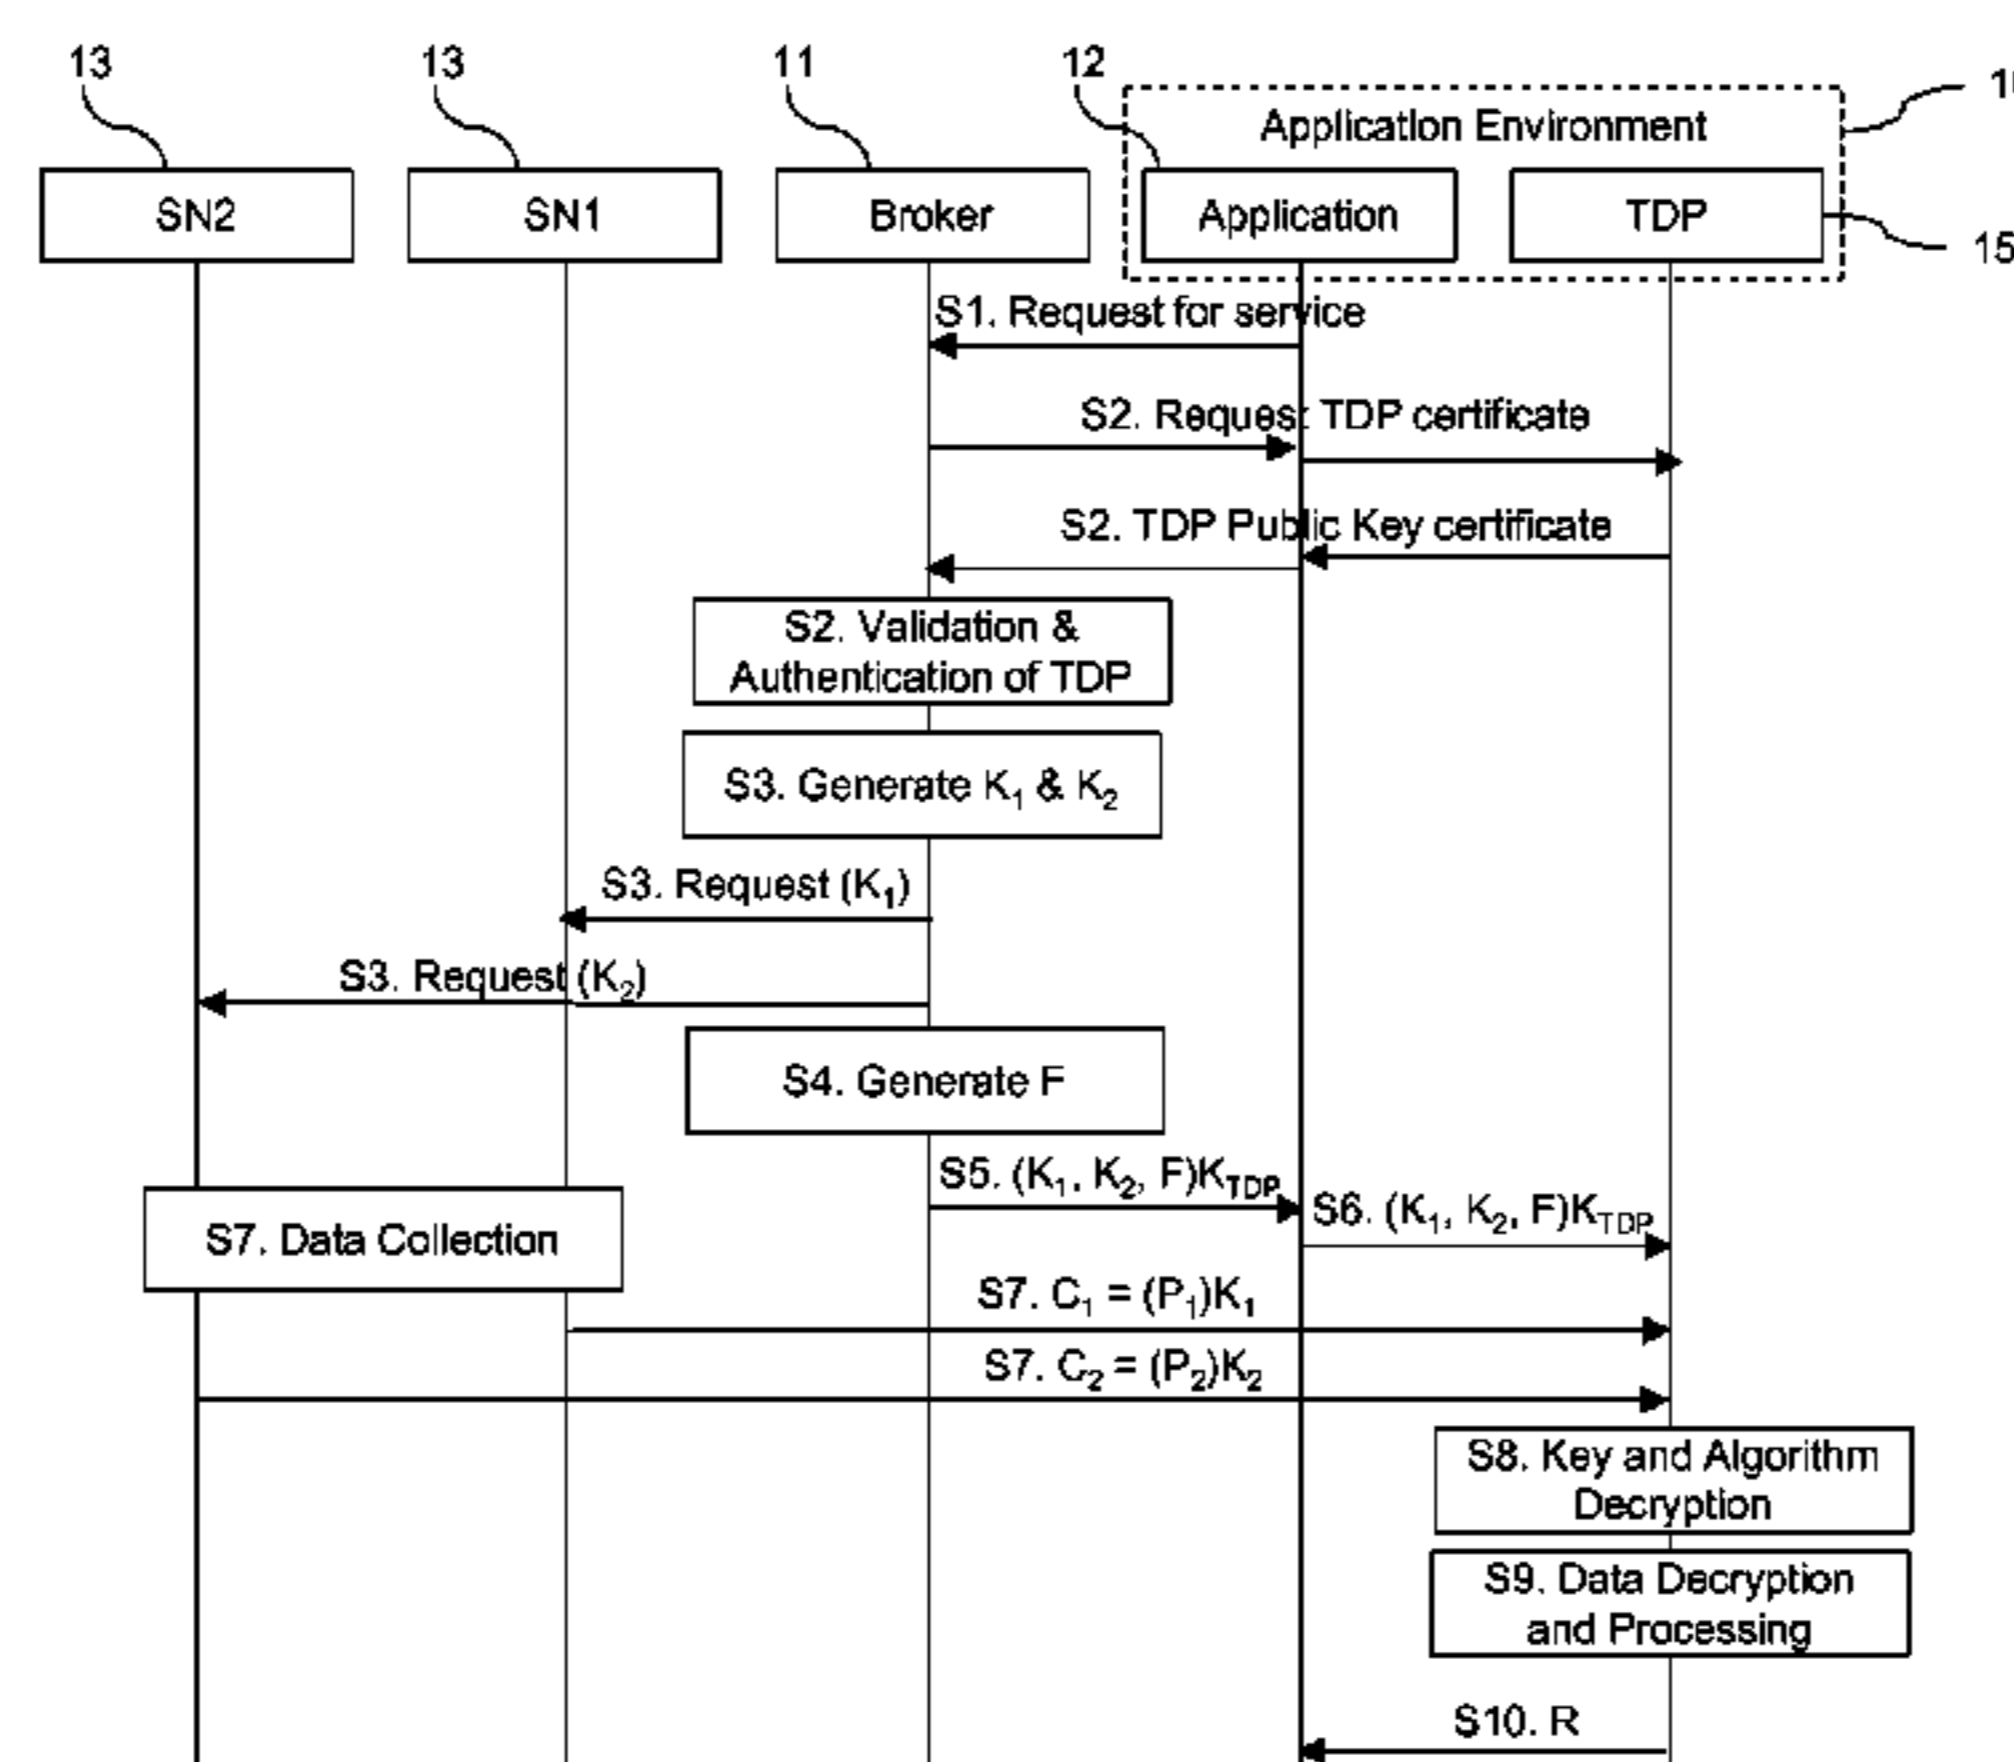 13
13
11
12
Application Environment
SN2
SN1
Broker
Application
TDP
15
S1. Request for service
S2. Request TDP certificate
S2. TDP Public Key certificate
S2. Validation &
Authentication of TDP
S3. Generate K₁ & K₂
S3. Request (K₁)
S3. Request (K₂)
S4. Generate F
S5. (K₁, K₂, F)K_TDP
S6. (K₁, K₂, F)K_TDP
S7. Data Collection
S7. C₁ = (P₁)K₁
S7. C₂ = (P₂)K₂
S8. Key and Algorithm
Decryption
S9. Data Decryption
and Processing
S10. R